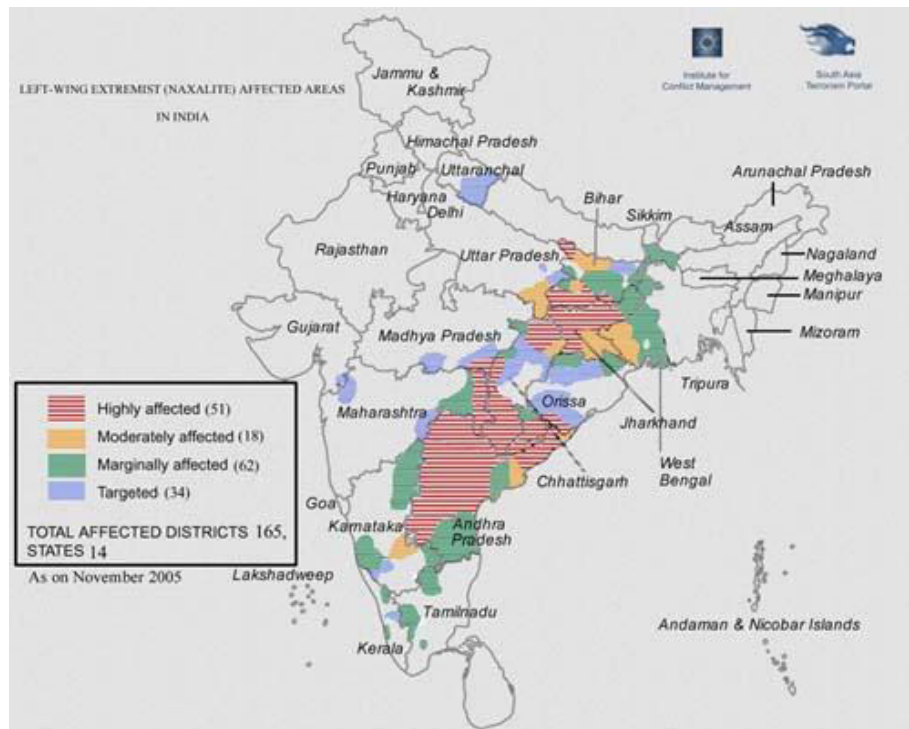 LEFT-WING EXTREMIST (NAXALITE) AFFECTED AREAS
IN INDIA
Institute for
Conflict Management
South Asia
Terrorism Portal
Jammu &
Kashmir
Himachal Pradesh
Punjab
Uttaranchal
Haryana
Delhi
Arunachal Pradesh
Bihar
Sikkim
Assam
Rajasthan
Uttar Pradesh
Nagaland
Meghalaya
Manipur
Gujarat
Madhya Pradesh
Mizoram
Tripura
Maharashtra
Orissa
Jharkhand
West
Bengal
Chhattisgarh
Highly affected (51)
Moderately affected (18)
Marginally affected (62)
Targeted (34)
TOTAL AFFECTED DISTRICTS 165,
STATES 14
As on November 2005
Goa
Karnataka
Andhra
Pradesh
Lakshadweep
Tamilnadu
Kerala
Andaman & Nicobar Islands